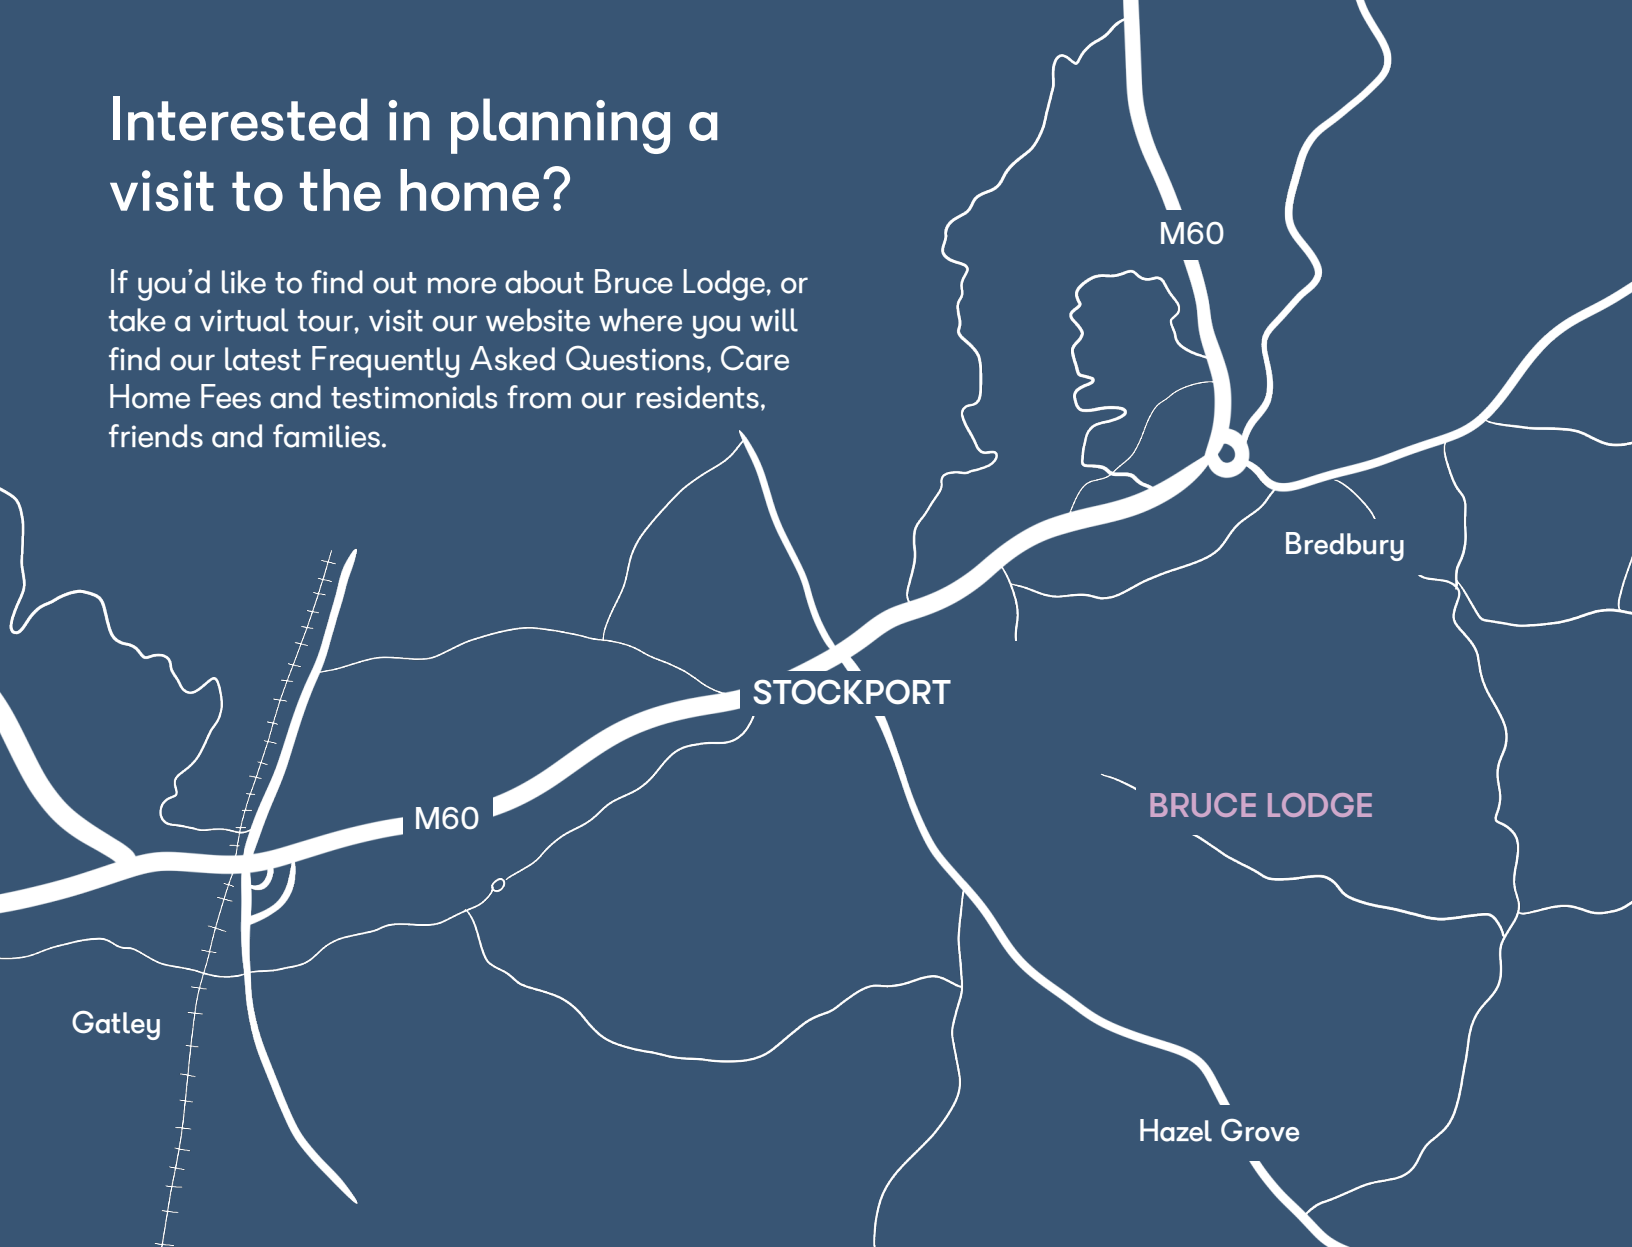 Interested in planning a
visit to the home?
If you’d like to find out more about Bruce Lodge, or
take a virtual tour, visit our website where you will
find our latest Frequently Asked Questions, Care
Home Fees and testimonials from our residents,
friends and families.
M60
Bredbury
STOCKPORT
BRUCE LODGE
M60
Gatley
Hazel Grove